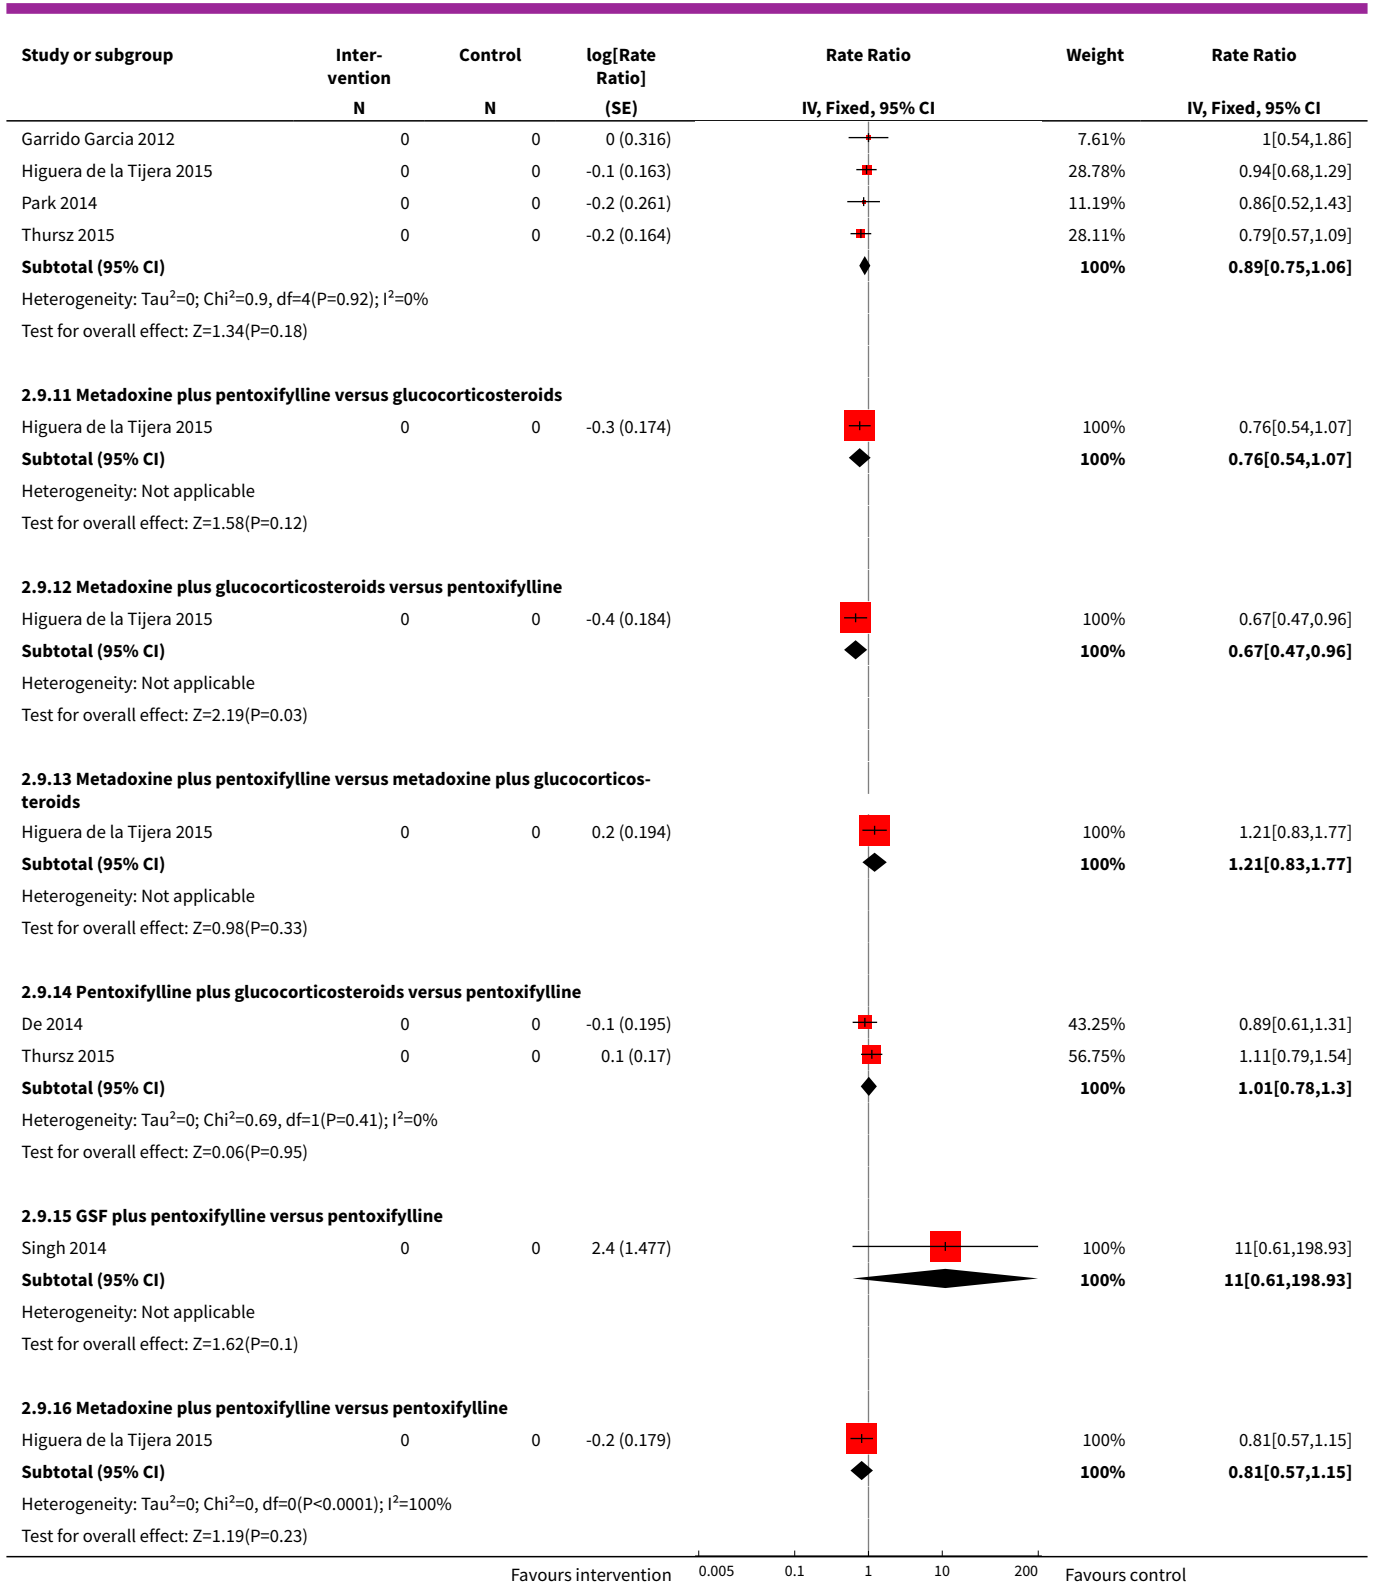 Study or subgroup Inter- Control log[Rate Rate Ratio Weight Rate Ratio
vention Ratio]
N N (SE) IV, Fixed, 95% CI IV, Fixed, 95% CI
Garrido Garcia 2012 0 0 0 (0.316) 7.61% 1[0.54,1.86]
Higuera de la Tijera 2015 0 0 -0.1 (0.163) 28.78% 0.94[0.68,1.29]
Park 2014 0 0 -0.2 (0.261) 11.19% 0.86[0.52,1.43]
Thursz 2015 0 0 -0.2 (0.164) 28.11% 0.79[0.57,1.09]
Subtotal (95% CI) 100% 0.89[0.75,1.06]
Heterogeneity: Tau²=0; Chi²=0.9, df=4(P=0.92); I²=0%
Test for overall effect: Z=1.34(P=0.18)
2.9.11 Metadoxine plus pentoxifylline versus glucocorticosteroids
Higuera de la Tijera 2015 0 0 -0.3 (0.174) 100% 0.76[0.54,1.07]
Subtotal (95% CI) 100% 0.76[0.54,1.07]
Heterogeneity: Not applicable
Test for overall effect: Z=1.58(P=0.12)
2.9.12 Metadoxine plus glucocorticosteroids versus pentoxifylline
Higuera de la Tijera 2015 0 0 -0.4 (0.184) 100% 0.67[0.47,0.96]
Subtotal (95% CI) 100% 0.67[0.47,0.96]
Heterogeneity: Not applicable
Test for overall effect: Z=2.19(P=0.03)
2.9.13 Metadoxine plus pentoxifylline versus metadoxine plus glucocorticos-
teroids
Higuera de la Tijera 2015 0 0 0.2 (0.194) 100% 1.21[0.83,1.77]
Subtotal (95% CI) 100% 1.21[0.83,1.77]
Heterogeneity: Not applicable
Test for overall effect: Z=0.98(P=0.33)
2.9.14 Pentoxifylline plus glucocorticosteroids versus pentoxifylline
De 2014 0 0 -0.1 (0.195) 43.25% 0.89[0.61,1.31]
Thursz 2015 0 0 0.1 (0.17) 56.75% 1.11[0.79,1.54]
Subtotal (95% CI) 100% 1.01[0.78,1.3]
Heterogeneity: Tau²=0; Chi²=0.69, df=1(P=0.41); I²=0%
Test for overall effect: Z=0.06(P=0.95)
2.9.15 GSF plus pentoxifylline versus pentoxifylline
Singh 2014 0 0 2.4 (1.477) 100% 11[0.61,198.93]
Subtotal (95% CI) 100% 11[0.61,198.93]
Heterogeneity: Not applicable
Test for overall effect: Z=1.62(P=0.1)
2.9.16 Metadoxine plus pentoxifylline versus pentoxifylline
Higuera de la Tijera 2015 0 0 -0.2 (0.179) 100% 0.81[0.57,1.15]
Subtotal (95% CI) 100% 0.81[0.57,1.15]
Heterogeneity: Tau²=0; Chi²=0, df=0(P<0.0001); I²=100%
Test for overall effect: Z=1.19(P=0.23)
Favours intervention 0.005 0.1 1 10 200 Favours control